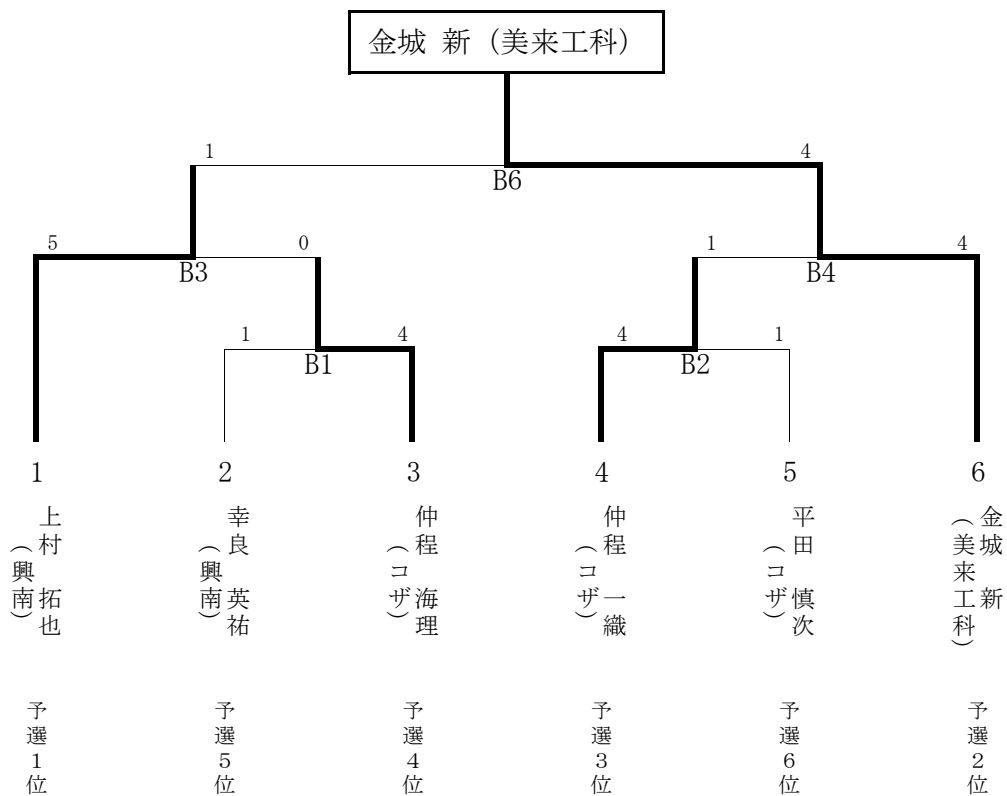 金城 新 (美来工科)
1
4
B6
5
0
1
4
B3
B4
1
4
4
1
B1
B2
1
2
3
4
5
6
上村 拓也
(興南)
幸良 英祐
(興南)
仲程 海理
(コザ)
仲程 一織
(コザ)
平田 慎次
(コザ)
金城 新
(美来工科)
予選1位
予選5位
予選4位
予選3位
予選6位
予選2位